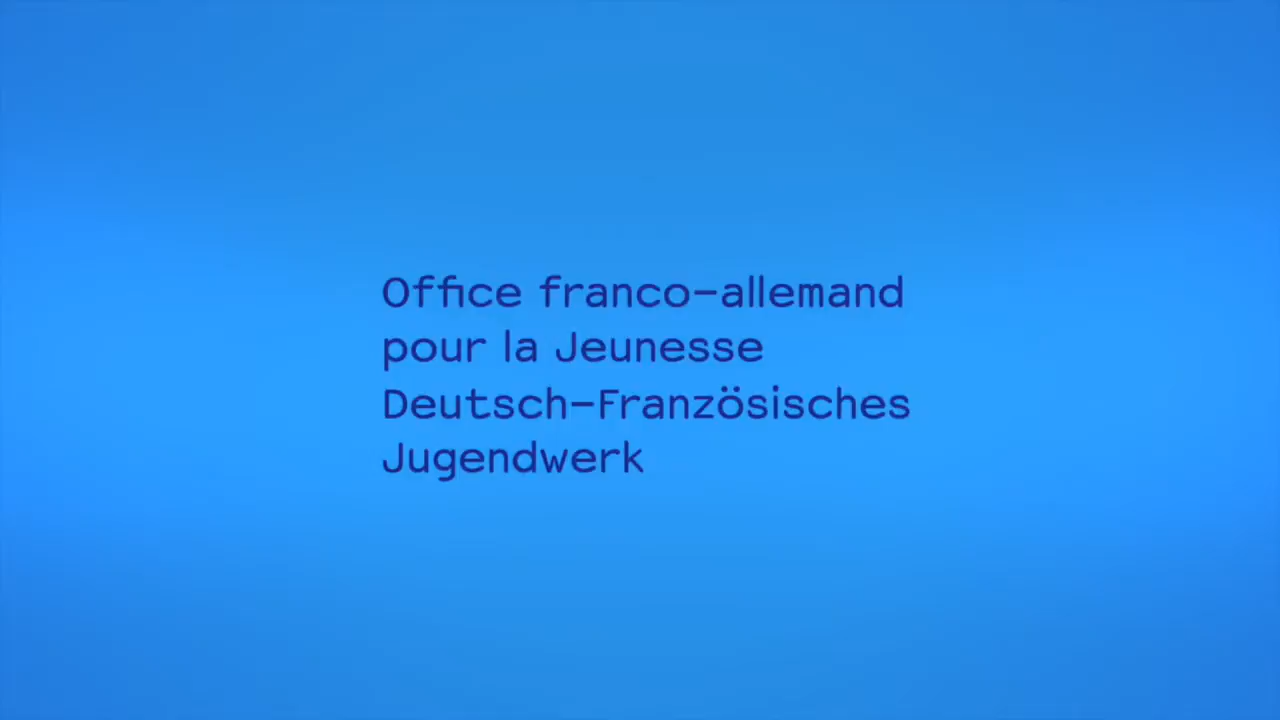 Office franco-allemand
pour la Jeunesse
Deutsch-Französisches
Jugendwerk